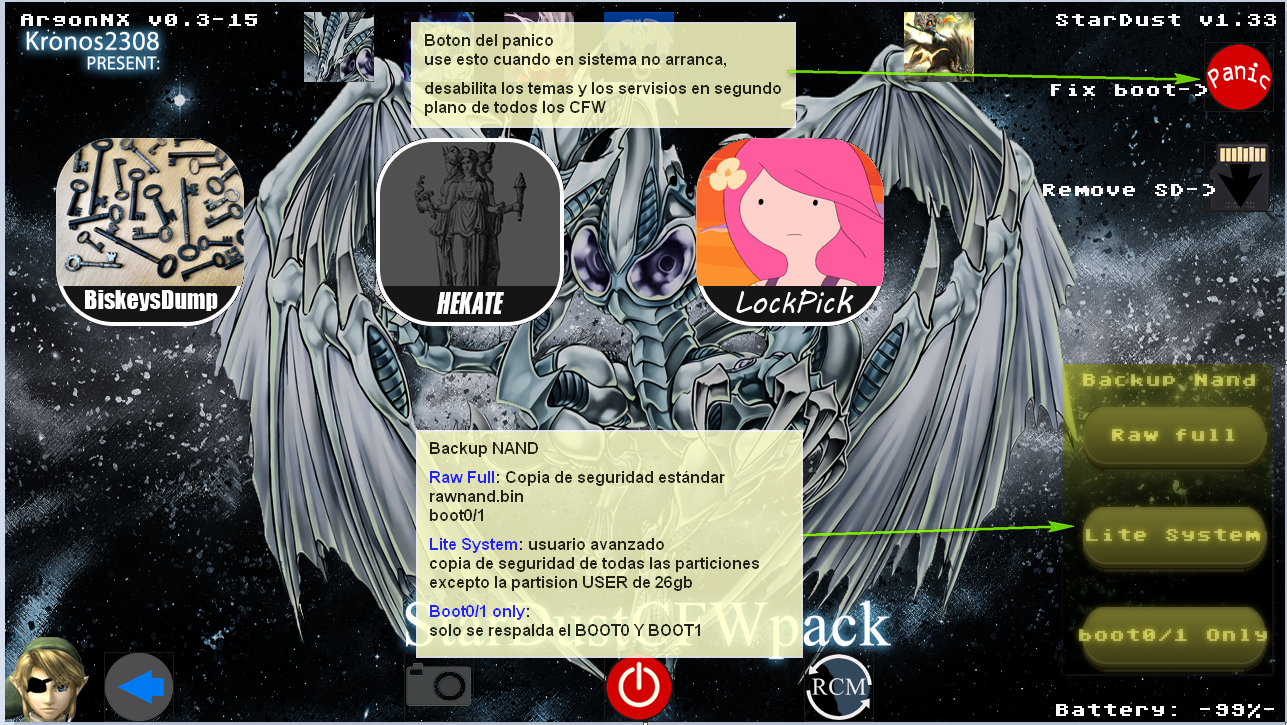 ArgonNX v0.3-15
StarDust v1.33
Kronos2308
PRESENT:
Boton del panico
use esto cuando en sistema no arranca,
desabilita los temas y los servisios en segundo
plano de todos los CFW
Panic
Fix boot->
Remove SD->
BiskeysDump
HEKATE
LockPick
Backup Nand
Raw full
Lite System
boot0/1 Only
Backup NAND
Raw Full: Copia de seguridad estándar
rawnand.bin
boot0/1
Lite System: usuario avanzado
copia de seguridad de todas las particiones
excepto la partision USER de 26gb
Boot0/1 only:
solo se respalda el BOOT0 Y BOOT1
StarDustCFWpack
RCM
Battery: -99%-